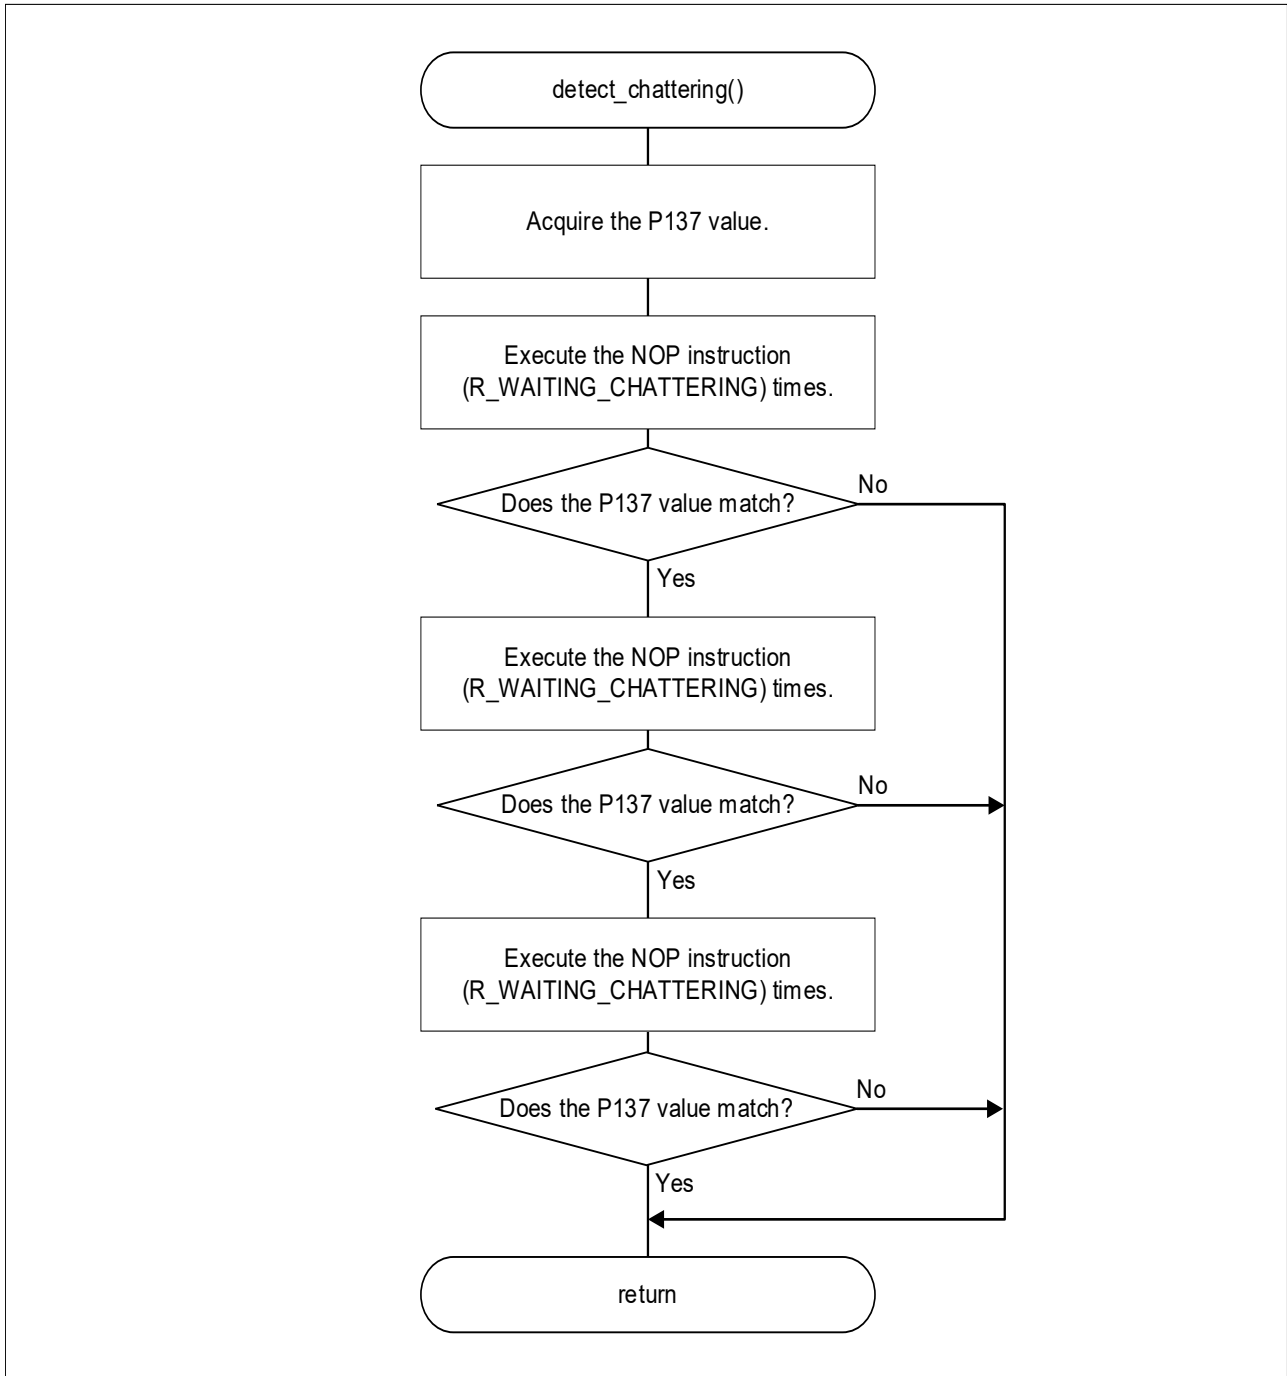 detect_chattering()
Acquire the P137 value.
Execute the NOP instruction
(R_WAITING_CHATTERING) times.
Does the P137 value match?
No
Yes
Execute the NOP instruction
(R_WAITING_CHATTERING) times.
Does the P137 value match?
No
Yes
Execute the NOP instruction
(R_WAITING_CHATTERING) times.
Does the P137 value match?
No
Yes
return